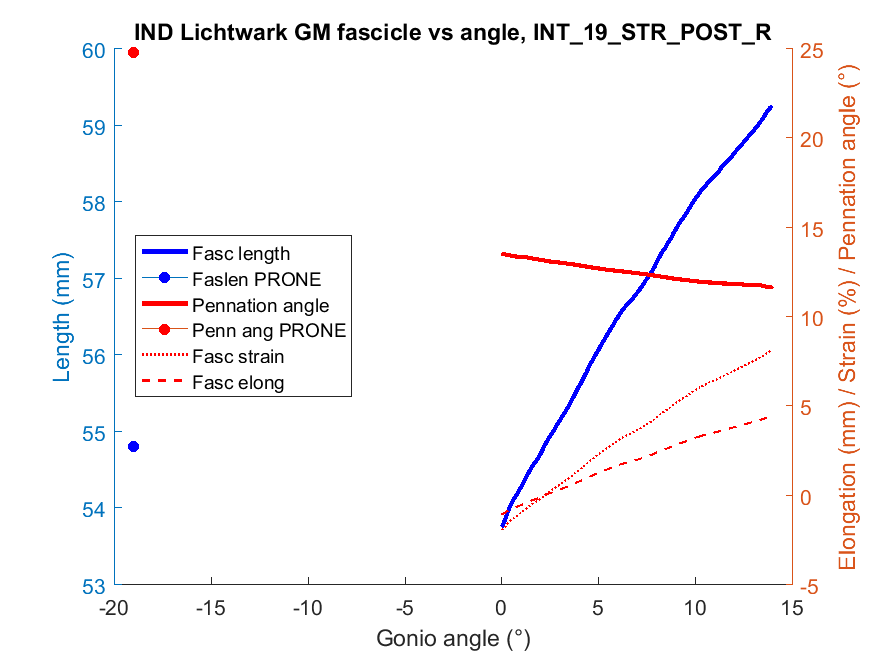 IND Lichtwark GM fascicle vs angle, INT_19_STR_POST_R
60
59
58
57
56
55
54
53
Length (mm)
Fasc length
Faslen PRONE
Pennation angle
Penn ang PRONE
Fasc strain
Fasc elong
25
20
15
10
5
0
-5
Elongation (mm) / Strain (%) / Pennation angle (°)
-20 -15 -10 -5 0 5 10 15
Gonio angle (°)